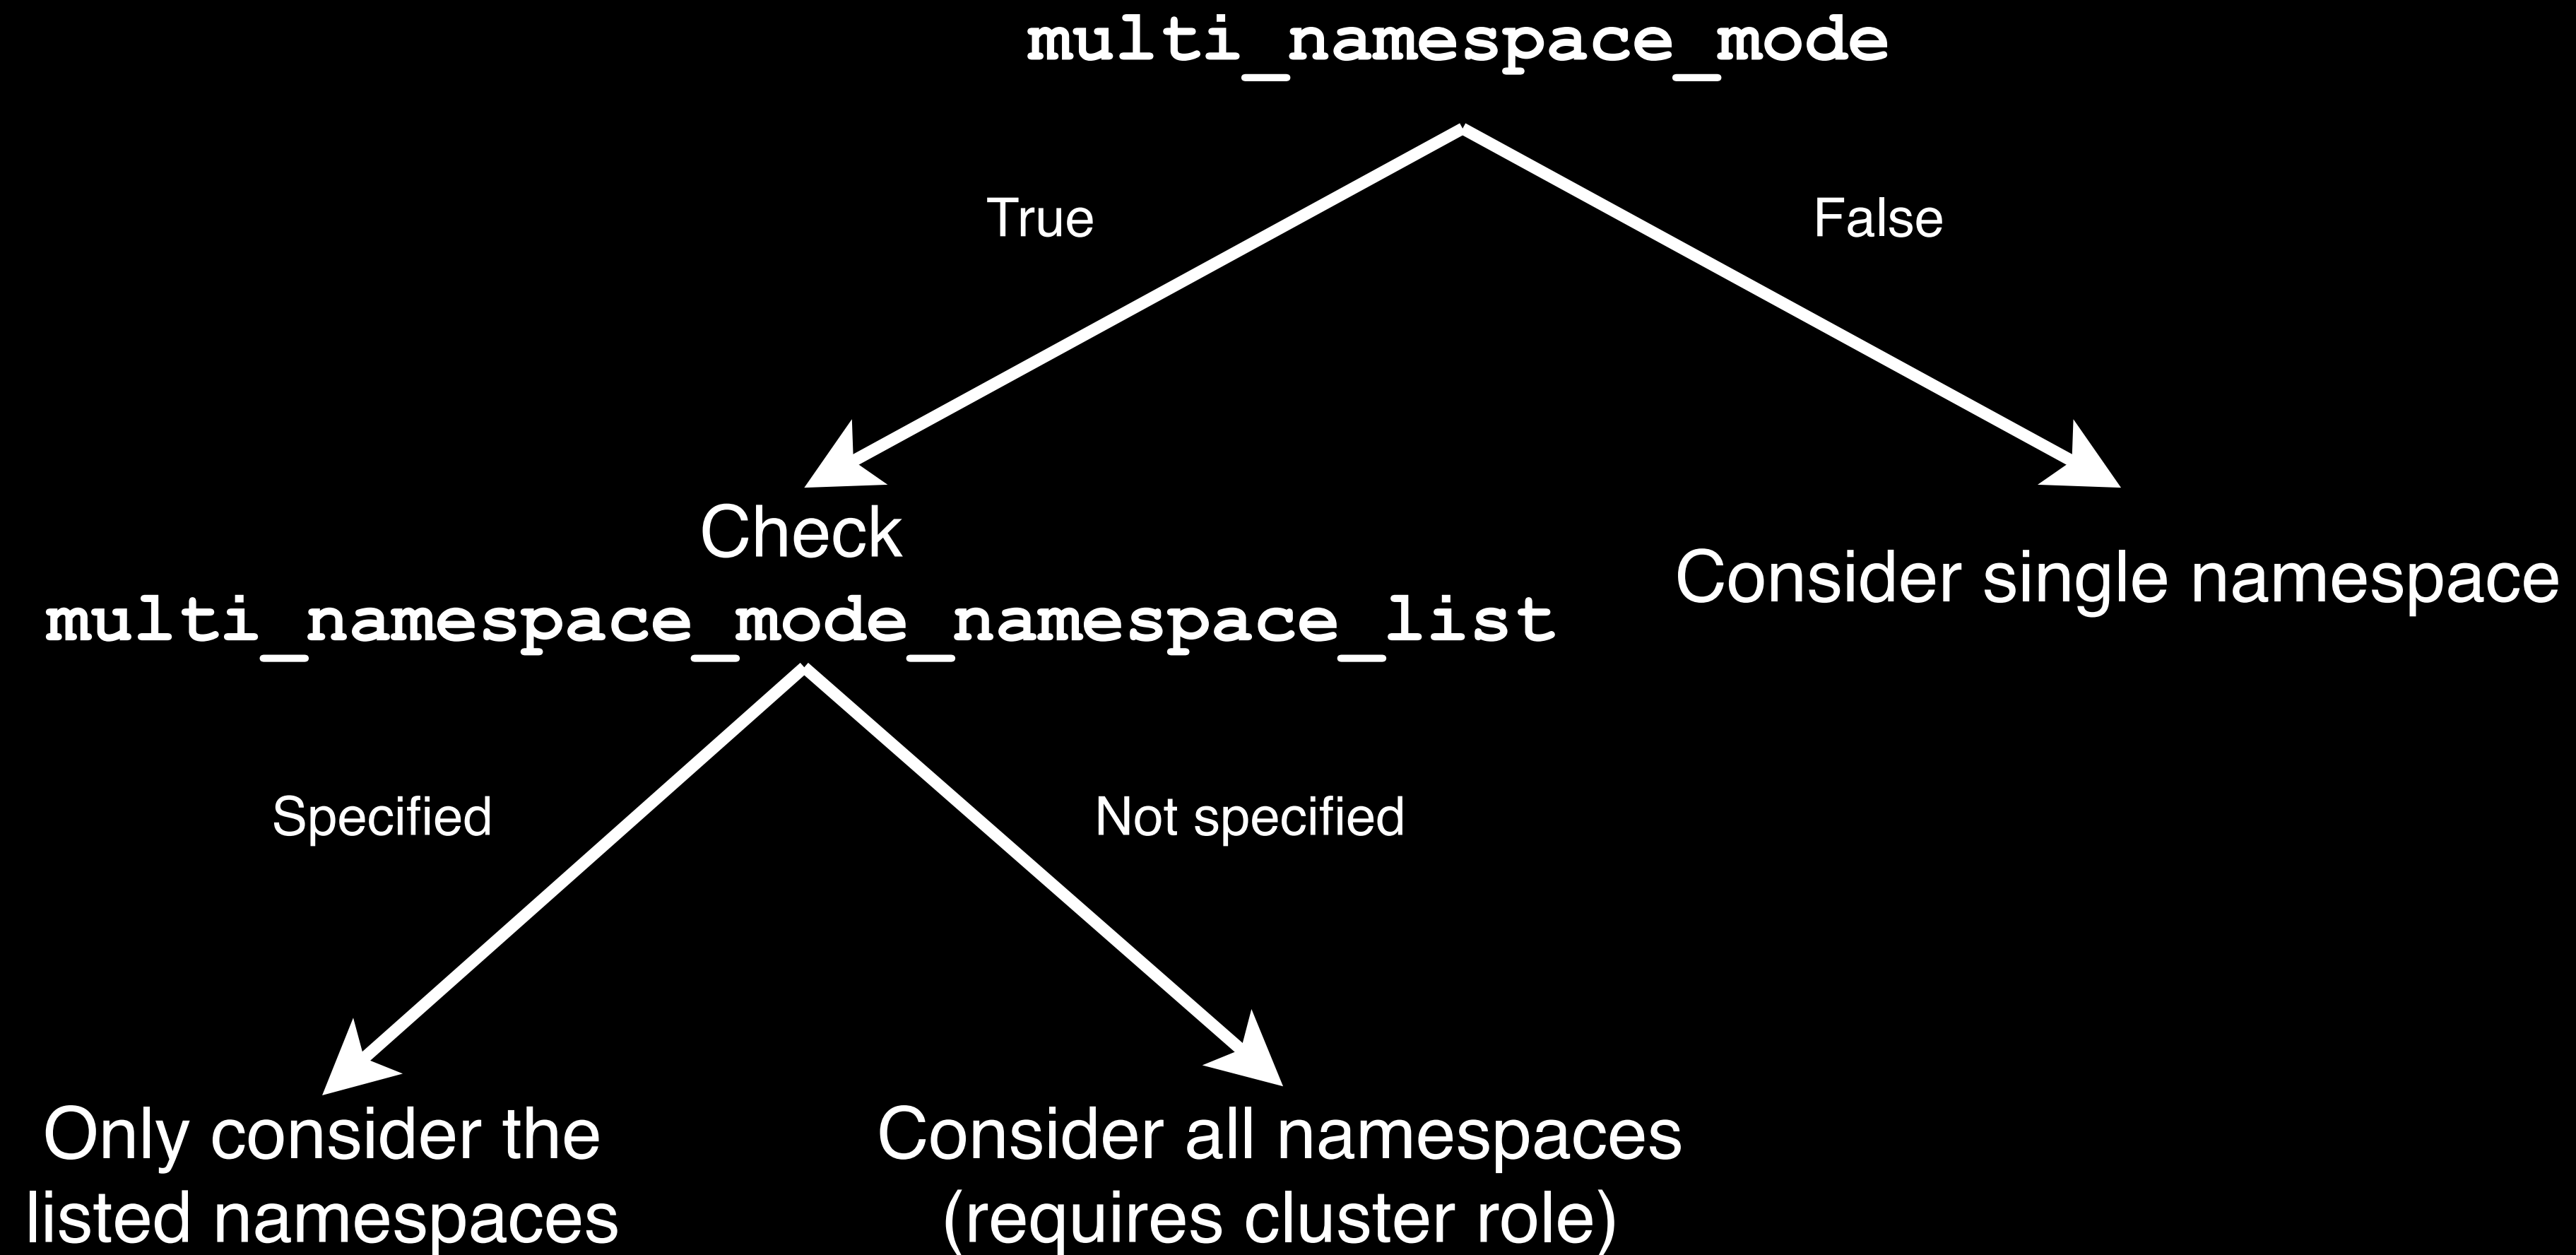 multi_namespace_mode
True
False
Check
multi_namespace_mode_namespace_list
Consider single namespace
Specified
Not specified
Only consider the
listed namespaces
Consider all namespaces
(requires cluster role)